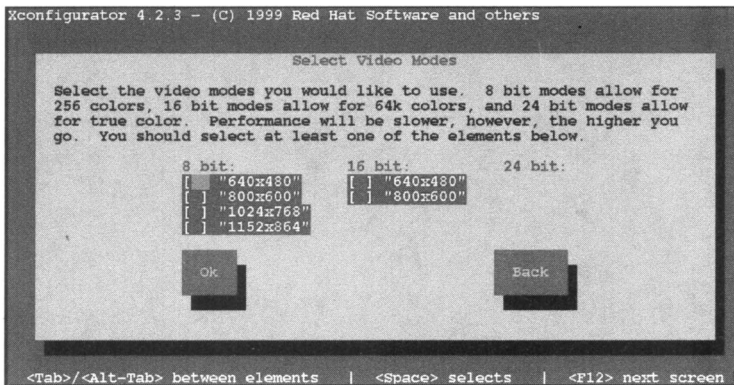 Xconfigurator 4.2.3 - (C) 1999 Red Hat Software and others
Select Video Modes
Select the video modes you would like to use.  8 bit modes allow for
256 colors, 16 bit modes allow for 64k colors, and 24 bit modes allow
for true color.  Performance will be slower, however, the higher you
go.  You should select at least one of the elements below.
8 bit: 16 bit: 24 bit:
[ ] "640x480" [ ] "640x480"
[ ] "800x600" [ ] "800x600"
[ ] "1024x768"
[ ] "1152x864"
Ok Back
<Tab>/<Alt-Tab> between elements | <Space> selects | <F12> next screen